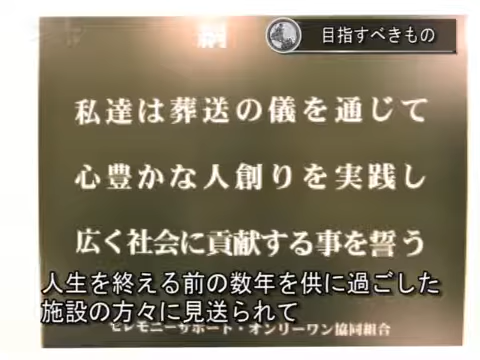 目指すべきもの
綱
私達は葬送の儀を通じて
心豊かな人創りを実践し
広く社会に貢献する事を誓う
人生を終える前の数年を供に過ごした
施設の方々に見送られて
セレモニーサポート・オンリーワン協同組合